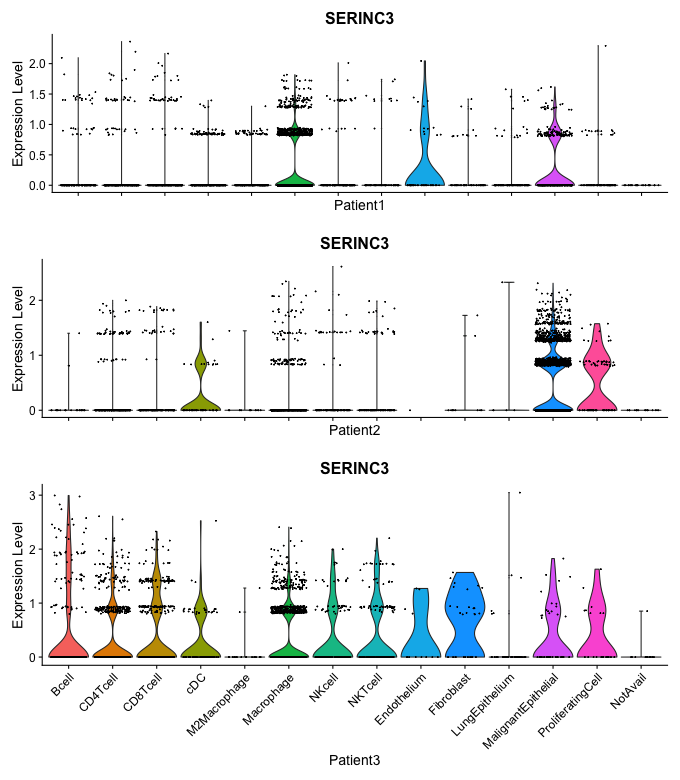 SERINC3
Expression Level
2.0
1.5
1.0
0.5
0.0
Patient1
SERINC3
Expression Level
2
1
0
Patient2
SERINC3
Expression Level
3
2
1
0
Bcell
CD4Tcell
CD8Tcell
cDC
M2Macrophage
Macrophage
NKcell
NKTcell
Endothelium
Fibroblast
LungEpithelium
MalignantEpithelial
ProliferatingCell
NotAvail
Patient3